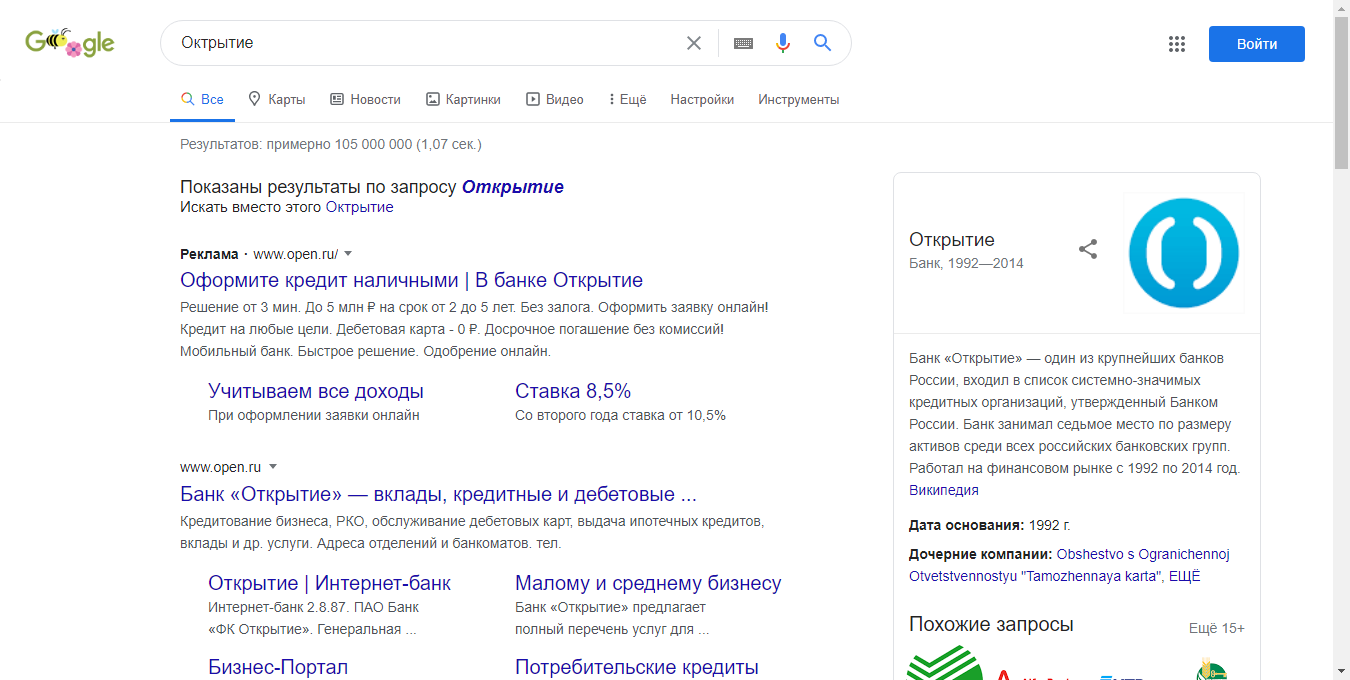 Google
Октрытие
Войти
Все
Карты
Новости
Картинки
Видео
Ещё
Настройки
Инструменты
Результатов: примерно 105 000 000 (1,07 сек.)
Показаны результаты по запросу Открытие
Искать вместо этого Октрытие
Реклама · www.open.ru/
Оформите кредит наличными | В банке Открытие
Решение от 3 мин. До 5 млн ₽ на срок от 2 до 5 лет. Без залога. Оформить заявку онлайн!
Кредит на любые цели. Дебетовая карта - 0 ₽. Досрочное погашение без комиссий!
Мобильный банк. Быстрое решение. Одобрение онлайн.
Учитываем все доходы
При оформлении заявки онлайн
Ставка 8,5%
Со второго года ставка от 10,5%
www.open.ru
Банк «Открытие» — вклады, кредитные и дебетовые ...
Кредитование бизнеса, РКО, обслуживание дебетовых карт, выдача ипотечных кредитов,
вклады и др. услуги. Адреса отделений и банкоматов. тел.
Открытие | Интернет-банк
Интернет-банк 2.8.87. ПАО Банк
«ФК Открытие». Генеральная ...
Малому и среднему бизнесу
Банк «Открытие» предлагает
полный перечень услуг для ...
Бизнес-Портал
Потребительские кредиты
Открытие
Банк, 1992—2014
Банк «Открытие» — один из крупнейших банков
России, входил в список системно-значимых
кредитных организаций, утвержденный Банком
России. Банк занимал седьмое место по размеру
активов среди всех российских банковских групп.
Работал на финансовом рынке с 1992 по 2014 год.
Википедия
Дата основания: 1992 г.
Дочерние компании: Obshestvo s Ogranichennoj
Otvetstvennostyu "Tamozhennaya karta", ЕЩЁ
Похожие запросы
Ещё 15+